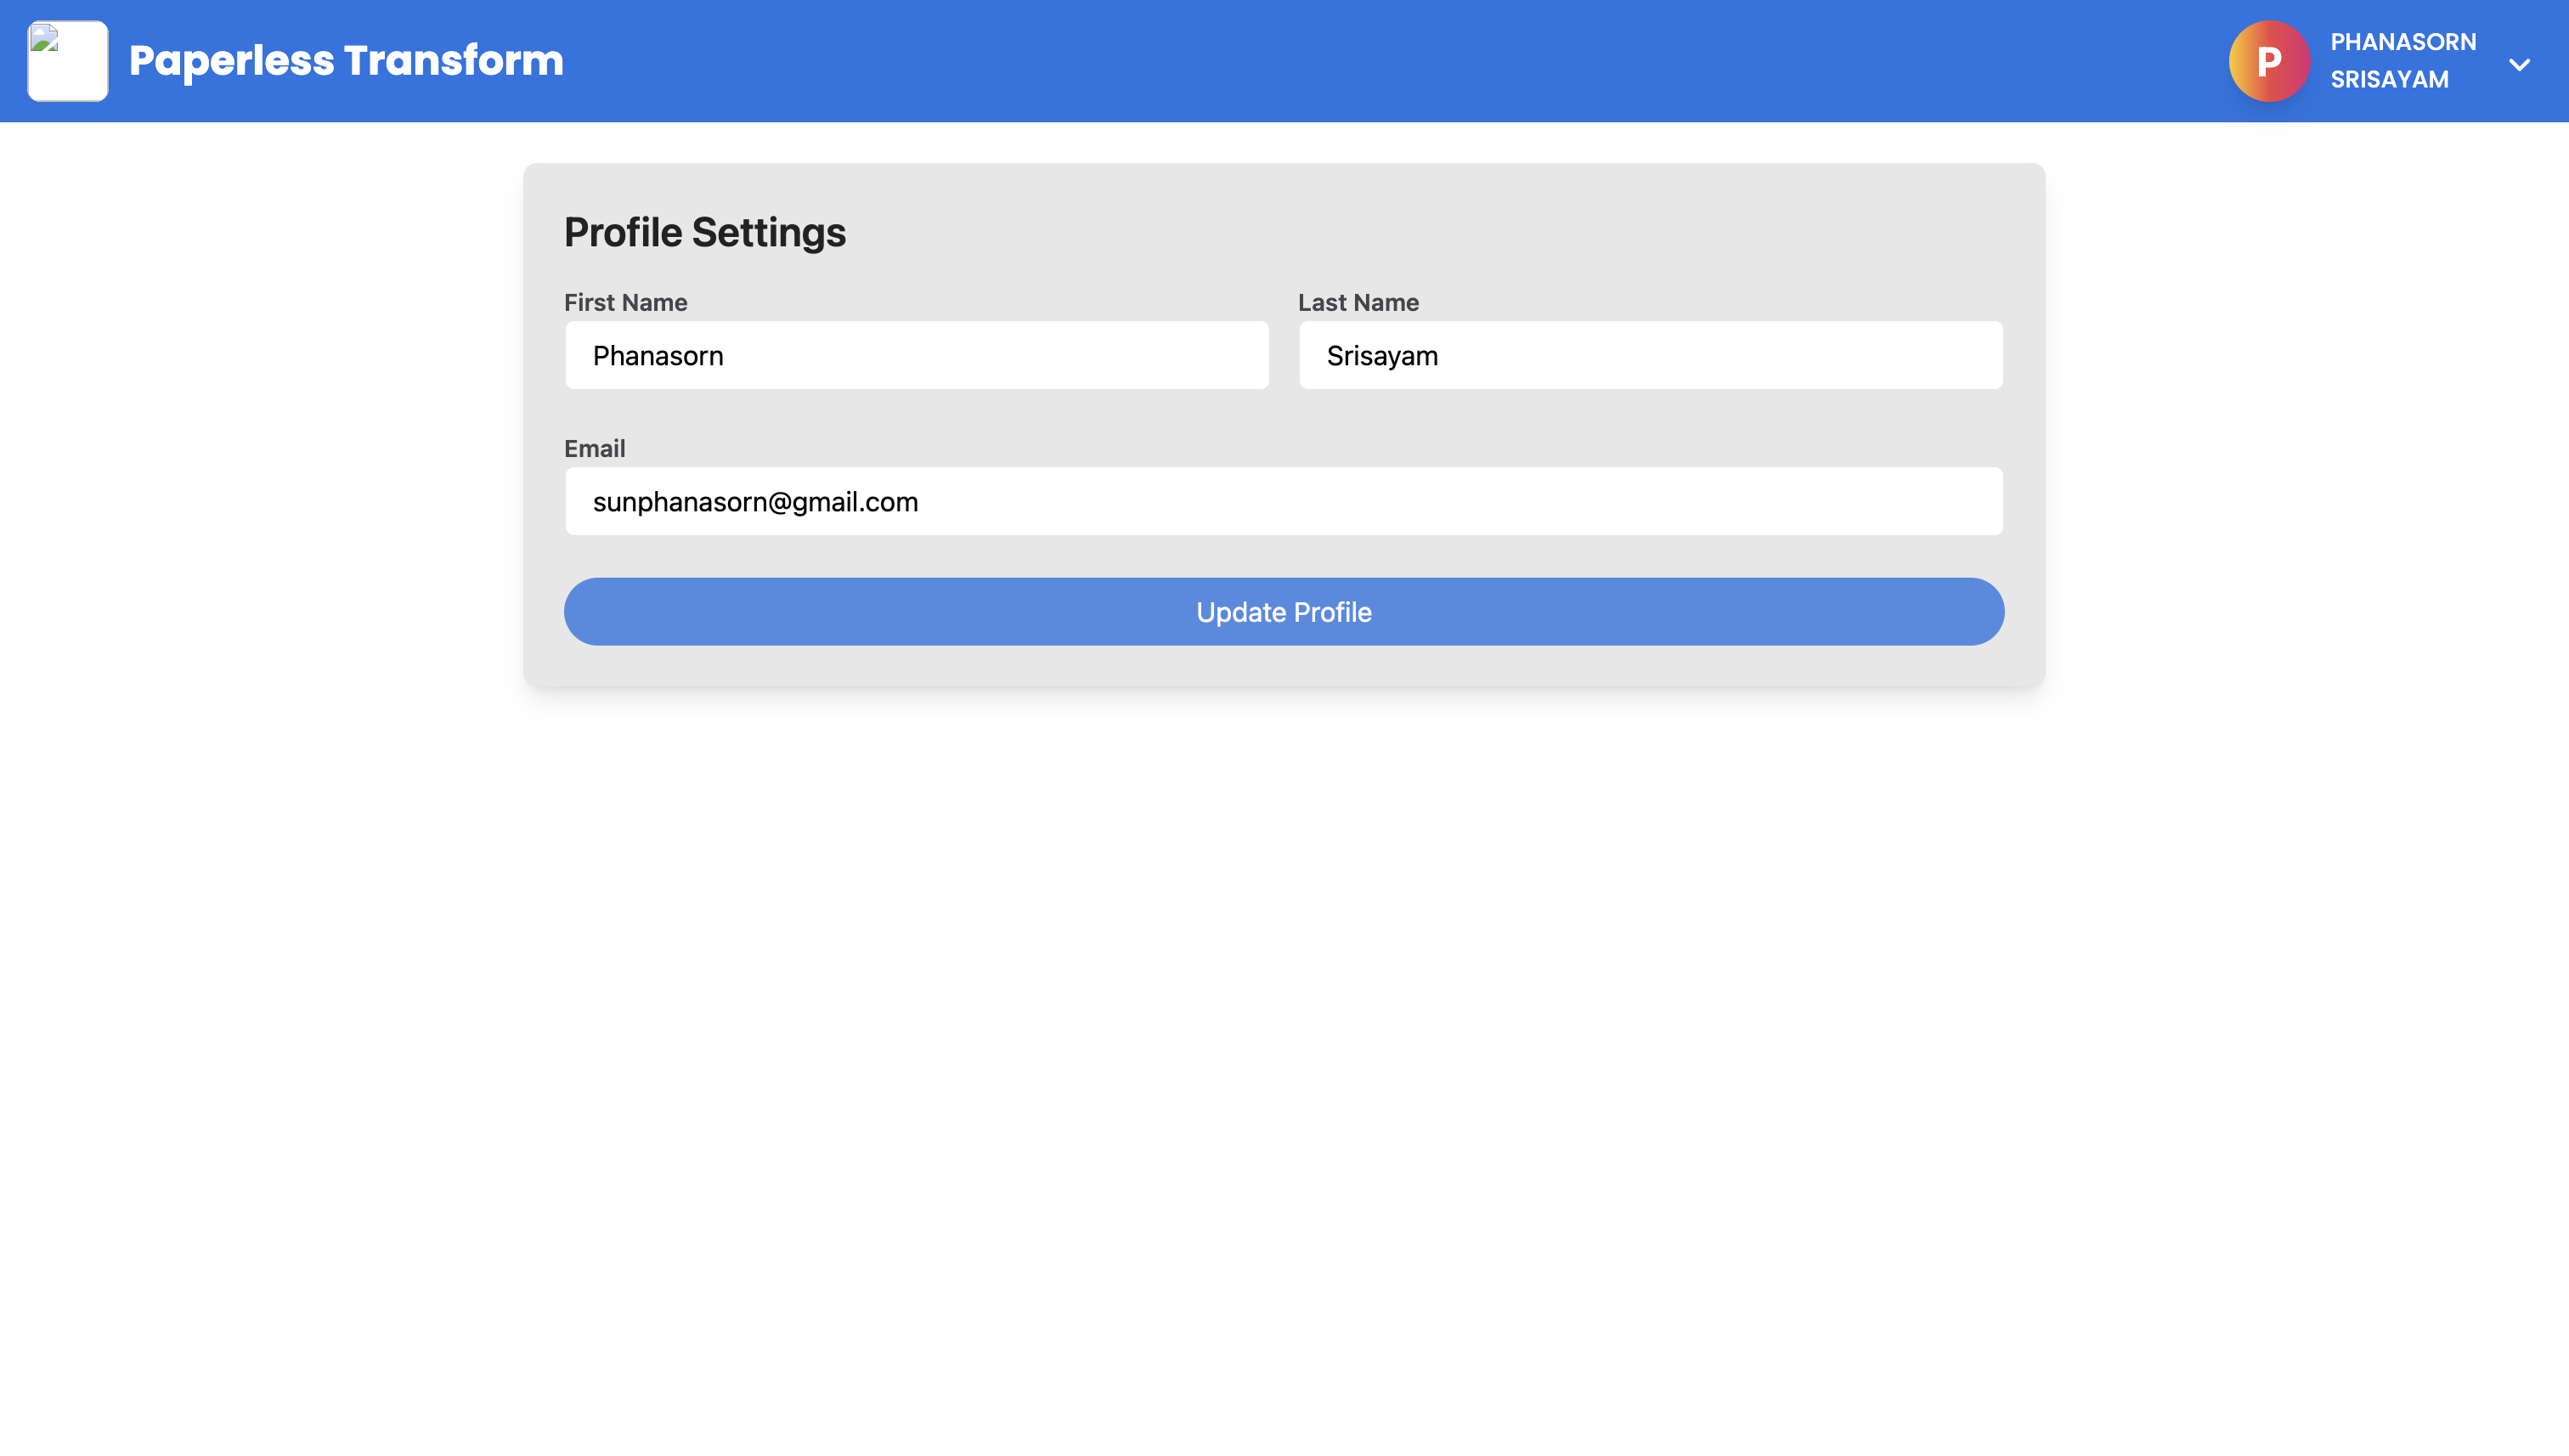 Paperless Transform
P
PHANASORN
SRISAYAM
Profile Settings
First Name
Last Name
Phanasorn
Srisayam
Email
sunphanasorn@gmail.com
Update Profile